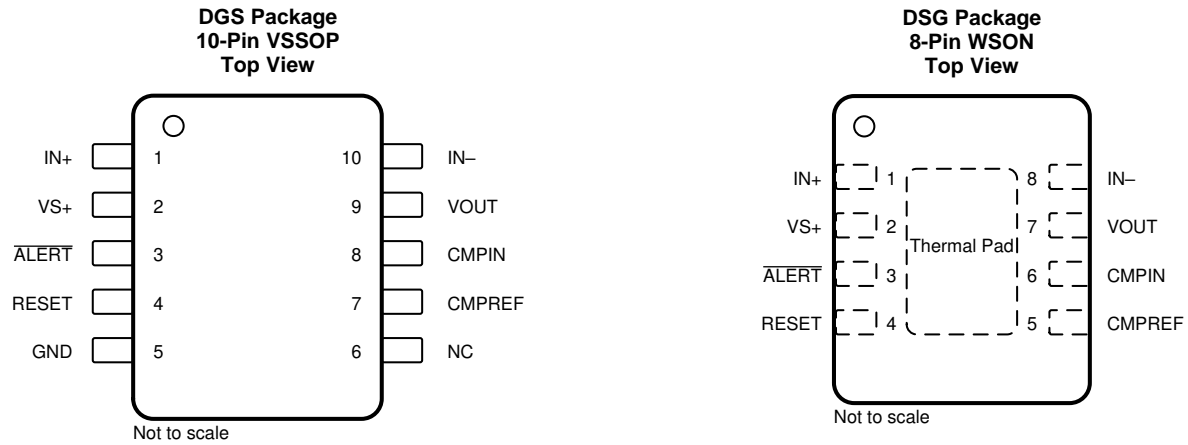 DGS Package
10-Pin VSSOP
Top View
IN+ 1 10 IN–
VS+ 2 9 VOUT
ALERT 3 8 CMPIN
RESET 4 7 CMPREF
GND 5 6 NC
Not to scale
DSG Package
8-Pin WSON
Top View
IN+ 1 8 IN–
VS+ 2 7 VOUT
Thermal Pad
ALERT 3 6 CMPIN
RESET 4 5 CMPREF
Not to scale